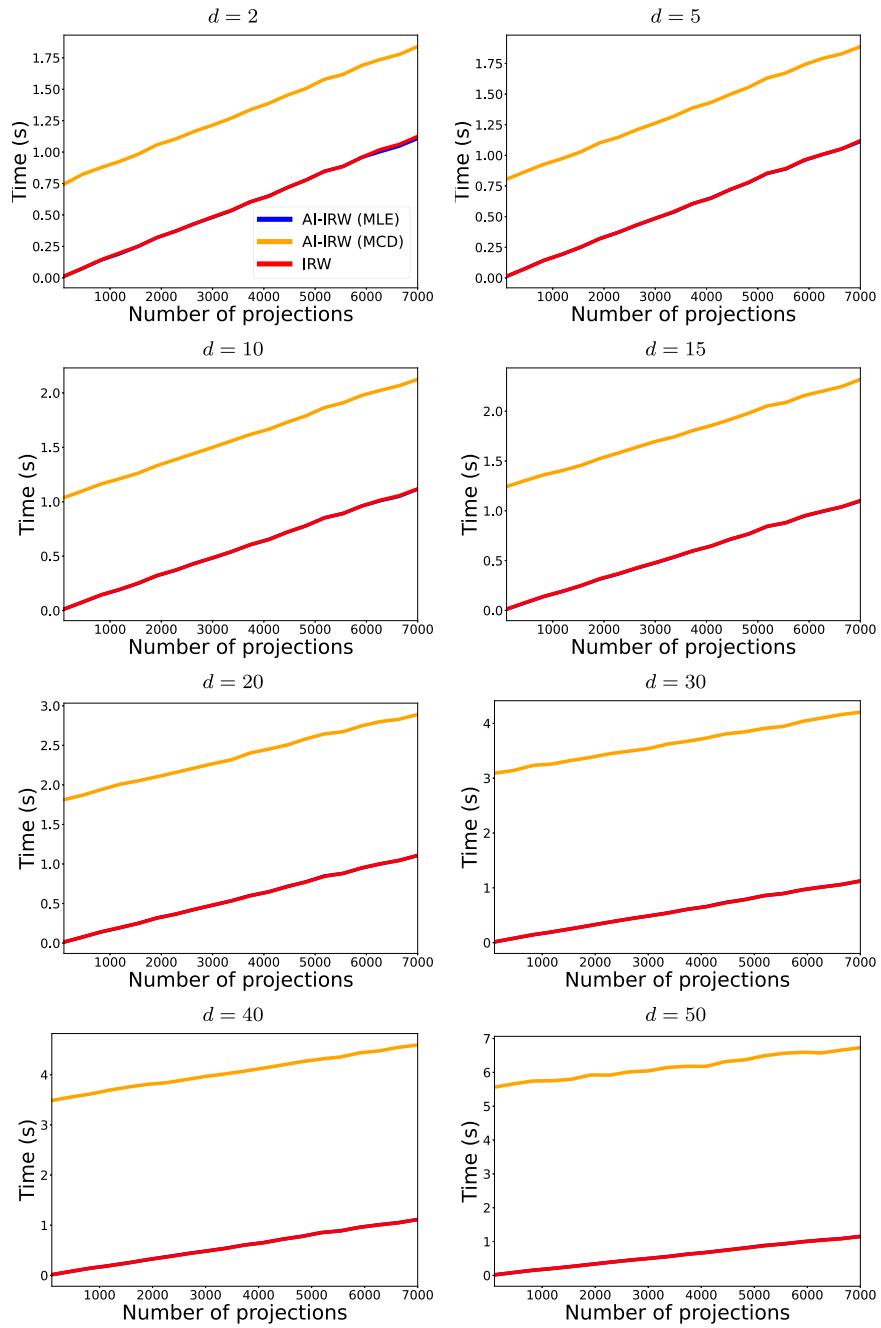 d = 2
1.75
1.50
1.25
1.00
0.75
0.50
0.25
0.00
Time (s)
AI-IRW (MLE)
AI-IRW (MCD)
IRW
1000 2000 3000 4000 5000 6000 7000
Number of projections
d = 5
1.75
1.50
1.25
1.00
0.75
0.50
0.25
0.00
Time (s)
1000 2000 3000 4000 5000 6000 7000
Number of projections
d = 10
2.0
1.5
1.0
0.5
0.0
Time (s)
1000 2000 3000 4000 5000 6000 7000
Number of projections
d = 15
2.0
1.5
1.0
0.5
0.0
Time (s)
1000 2000 3000 4000 5000 6000 7000
Number of projections
d = 20
3.0
2.5
2.0
1.5
1.0
0.5
0.0
Time (s)
1000 2000 3000 4000 5000 6000 7000
Number of projections
d = 30
4
3
2
1
0
Time (s)
1000 2000 3000 4000 5000 6000 7000
Number of projections
d = 40
4
3
2
1
0
Time (s)
1000 2000 3000 4000 5000 6000 7000
Number of projections
d = 50
7
6
5
4
3
2
1
0
Time (s)
1000 2000 3000 4000 5000 6000 7000
Number of projections